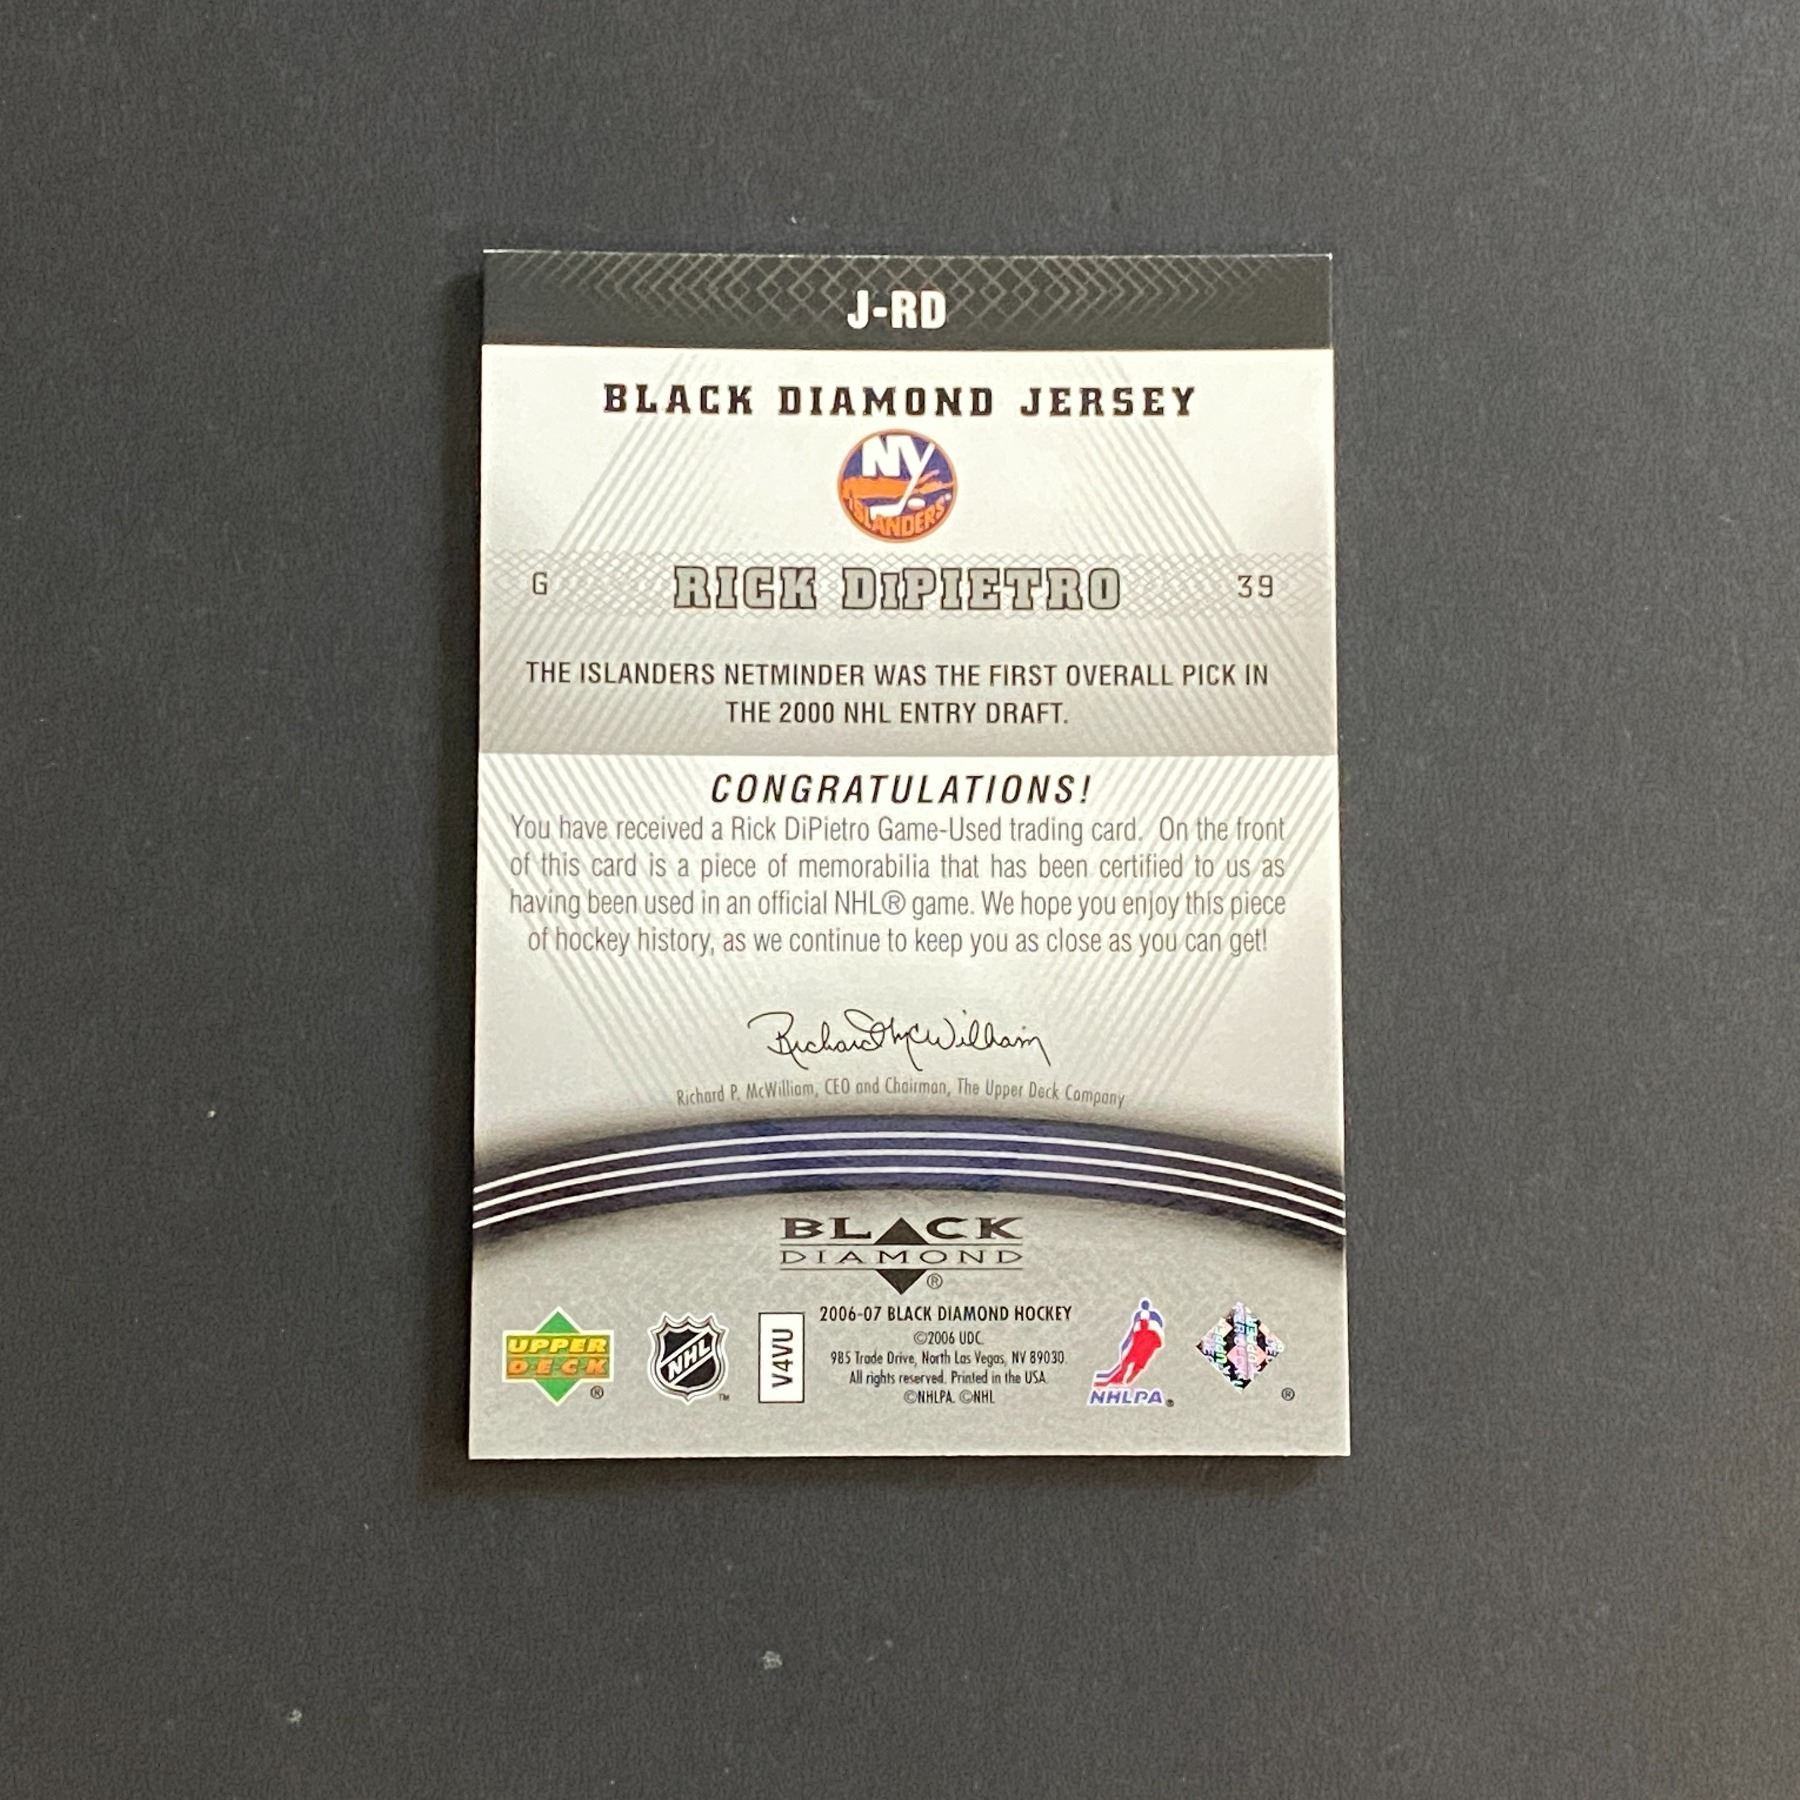 J-RD
BLACK DIAMOND JERSEY
NY
ISLANDERS
G RICK DiPIETRO 39
THE ISLANDERS NETMINDER WAS THE FIRST OVERALL PICK IN
THE 2000 NHL ENTRY DRAFT.
CONGRATULATIONS!
You have received a Rick DiPietro Game-Used trading card. On the front
of this card is a piece of memorabilia that has been certified to us as
having been used in an official NHL® game. We hope you enjoy this piece
of hockey history, as we continue to keep you as close as you can get!
Richard McWilliam
Richard P. McWilliam, CEO and Chairman, The Upper Deck Company
BLACK
DIAMOND
®
UPPER
DECK
®
NHL
™
V4VU
2006-07 BLACK DIAMOND HOCKEY
©2006 UDC.
985 Trade Drive, North Las Vegas, NV 89030.
All rights reserved. Printed in the USA.
©NHLPA. ©NHL
NHLPA®
®